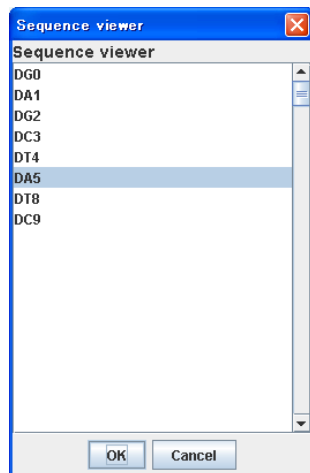 Sequence viewer
Sequence viewer
DG0
DA1
DG2
DC3
DT4
DA5
DT8
DC9
OK Cancel